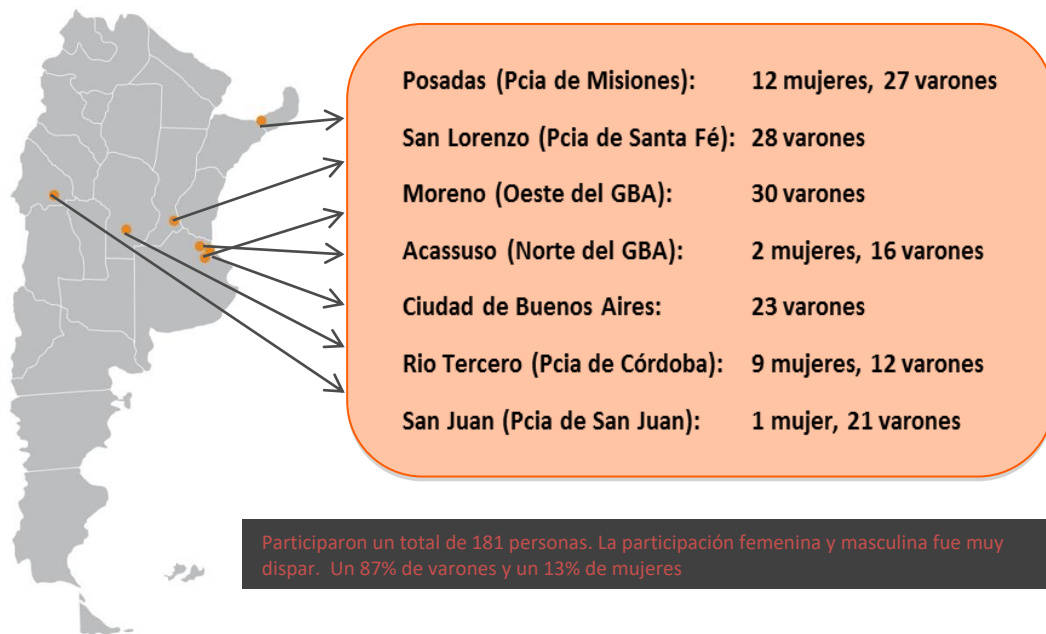 Posadas (Pcia de Misiones): 12 mujeres, 27 varones
San Lorenzo (Pcia de Santa Fé): 28 varones
Moreno (Oeste del GBA): 30 varones
Acassuso (Norte del GBA): 2 mujeres, 16 varones
Ciudad de Buenos Aires: 23 varones
Rio Tercero (Pcia de Córdoba): 9 mujeres, 12 varones
San Juan (Pcia de San Juan): 1 mujer, 21 varones
Participaron un total de 181 personas. La participación femenina y masculina fue muy
dispar. Un 87% de varones y un 13% de mujeres